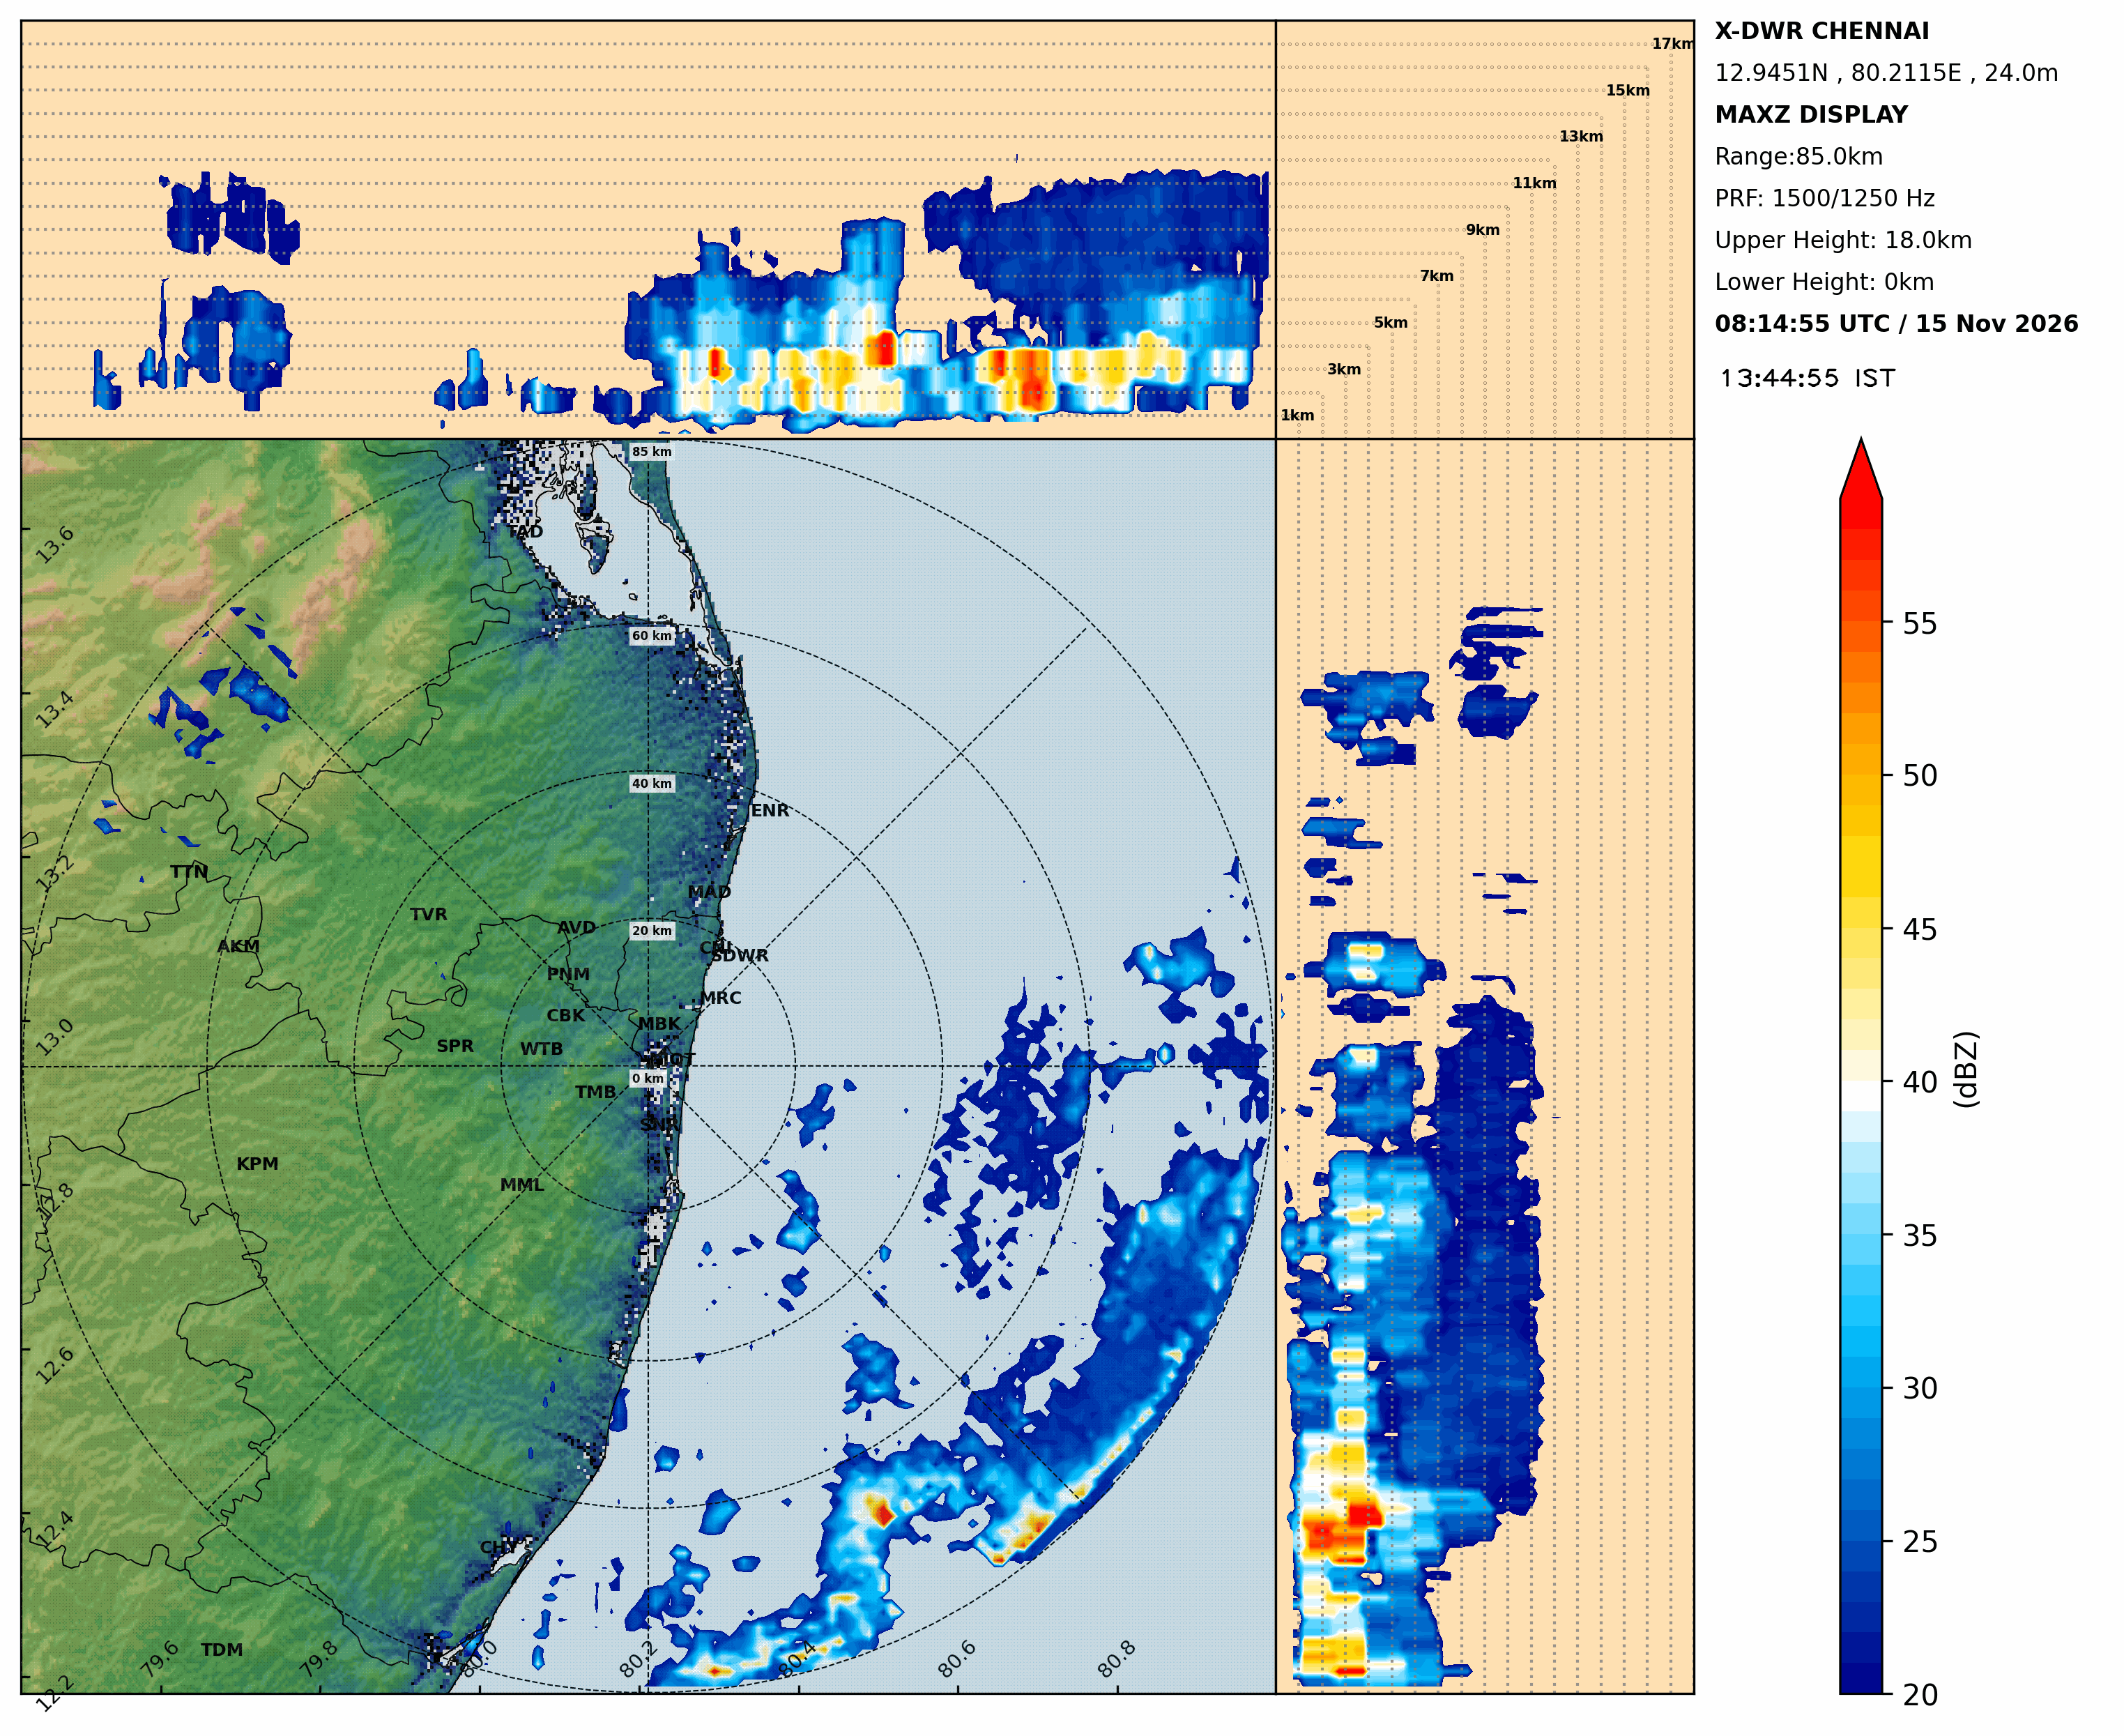 X-DWR CHENNAI
12.9451N , 80.2115E , 24.0m
MAXZ DISPLAY
Range:85.0km
PRF: 1500/1250 Hz
Upper Height: 18.0km
Lower Height: 0km
08:14:55 UTC / 15 Nov 2026
13:44:55 IST
17km
15km
13km
11km
9km
7km
5km
3km
1km
85 km
60 km
40 km
20 km
0 km
TAD
ENR
TTN
MAD
TVR
AVD
AKM
SDWR
PNM
MRC
CBK
MBK
SPR
WTB
TMB
SNR
KPM
MML
CHY
TDM
13.6
13.4
13.2
13.0
12.8
12.6
12.4
12.2
79.6
79.8
80.0
80.2
80.4
80.6
80.8
55
50
45
40
35
30
25
20
(dBZ)